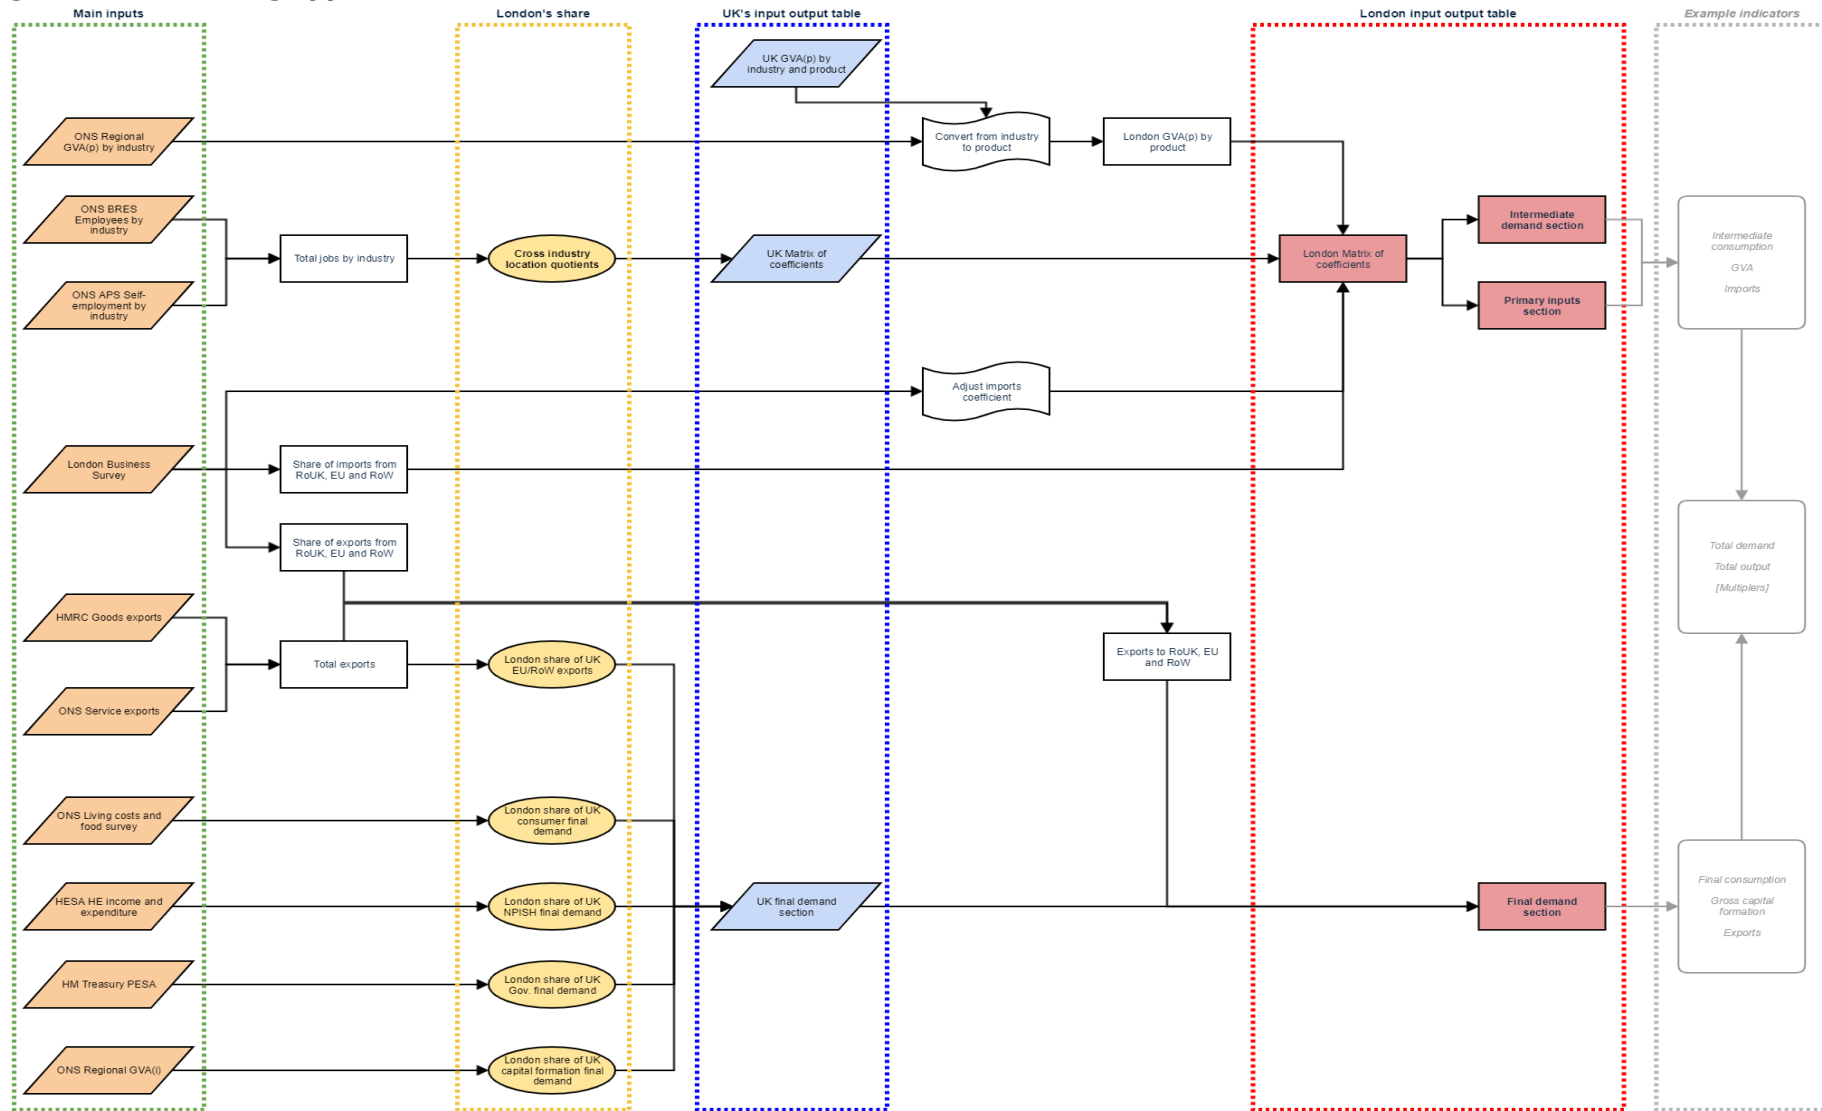 Main inputs
London's share
UK's input output table
London input output table
Example indicators
UK GVA(p) by
industry and product
ONS Regional
GVA(p) by industry
Convert from industry
to product
London GVA(p) by
product
ONS BRES
Employees by
industry
Total jobs by industry
Cross industry
location quotients
UK Matrix of
coefficients
London Matrix of
coefficients
Intermediate
demand section
Primary inputs
section
Intermediate
consumption
GVA
Imports
ONS APS Self-
employment by
industry
Adjust imports
coefficient
London Business
Survey
Share of imports from
RoUK, EU and RoW
Share of exports from
RoUK, EU and RoW
Total demand
Total output
[Multiplers]
HMRC Goods exports
Total exports
London share of UK
EU/RoW exports
Exports to RoUK, EU
and RoW
ONS Service exports
ONS Living costs and
food survey
London share of UK
consumer final
demand
HESA HE income and
expenditure
London share of UK
NPISH final demand
UK final demand
section
Final demand
section
Final consumption
Gross capital
formation
Exports
HM Treasury PESA
London share of UK
Gov. final demand
ONS Regional GVA(i)
London share of UK
capital formation final
demand